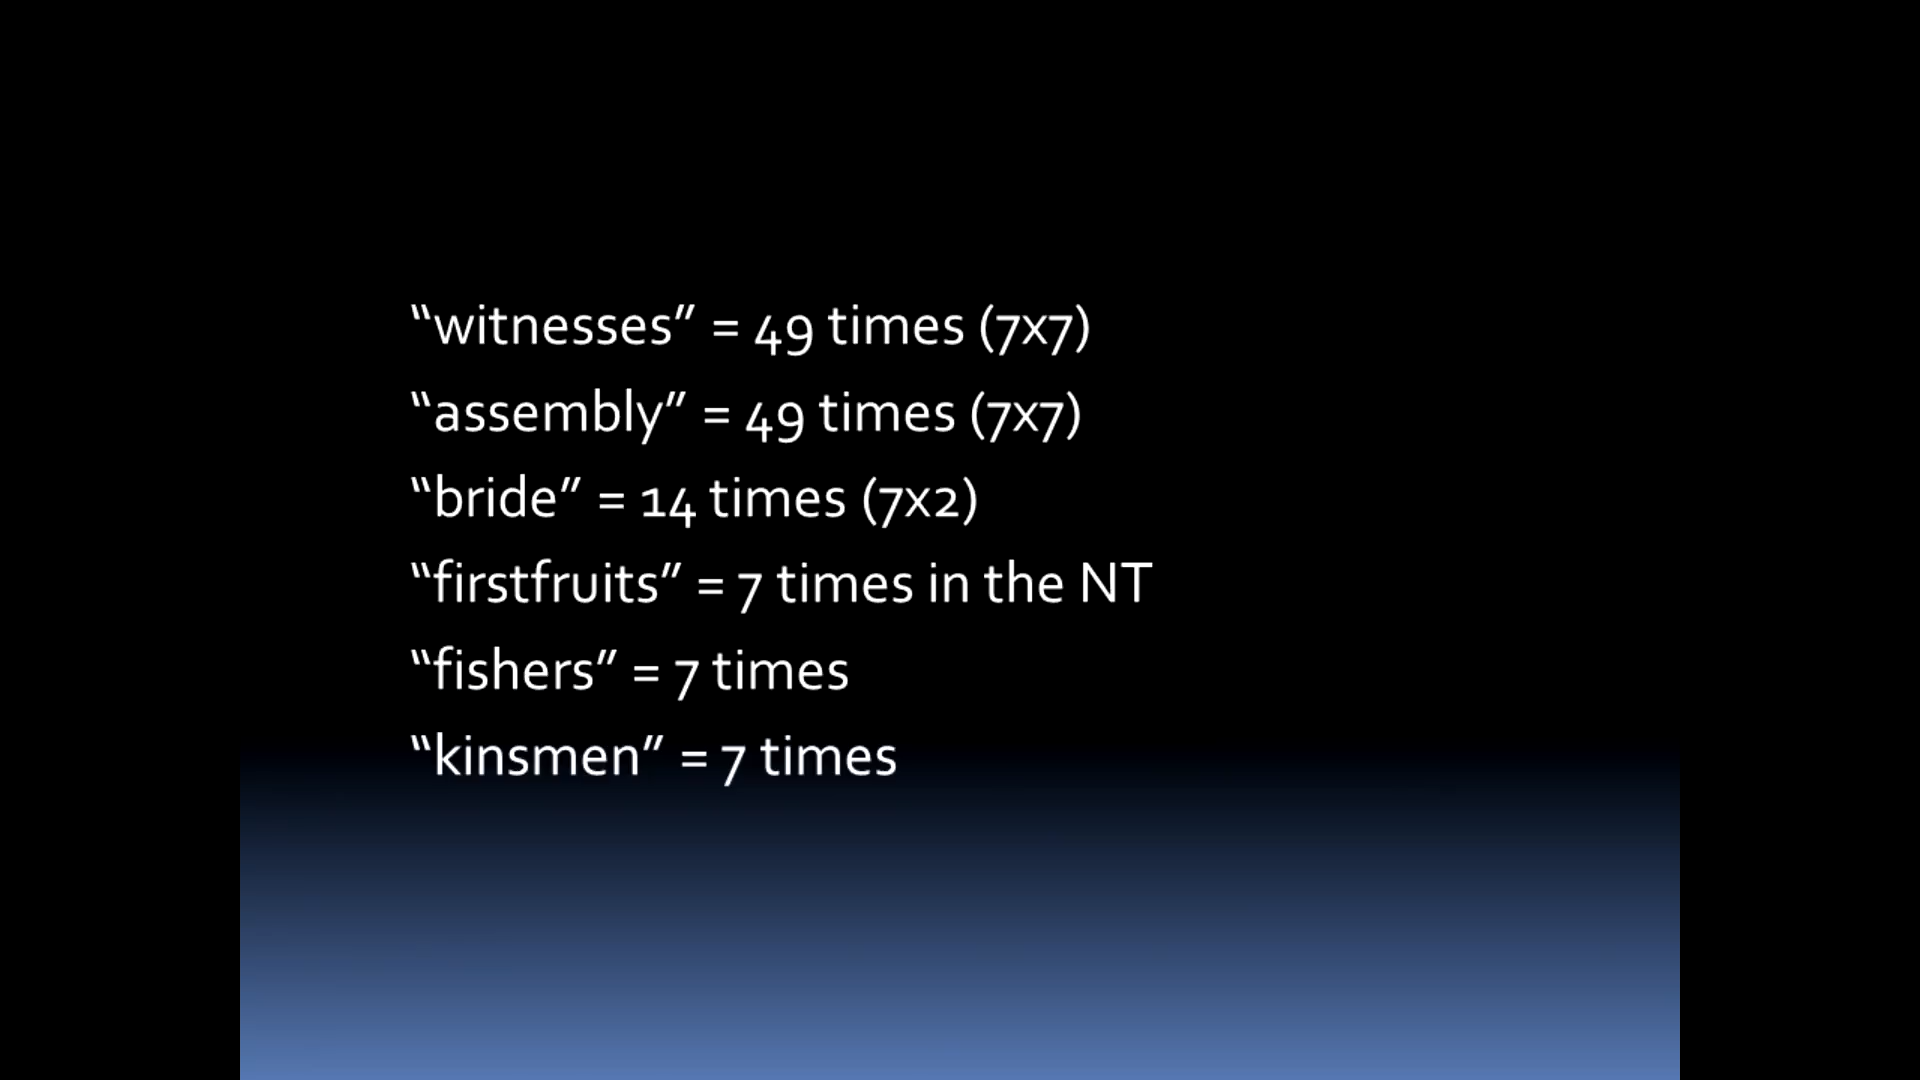 “witnesses” = 49 times (7x7)
“assembly” = 49 times (7x7)
“bride” = 14 times (7x2)
“firstfruits” = 7 times in the NT
“fishers” = 7 times
“kinsmen” = 7 times